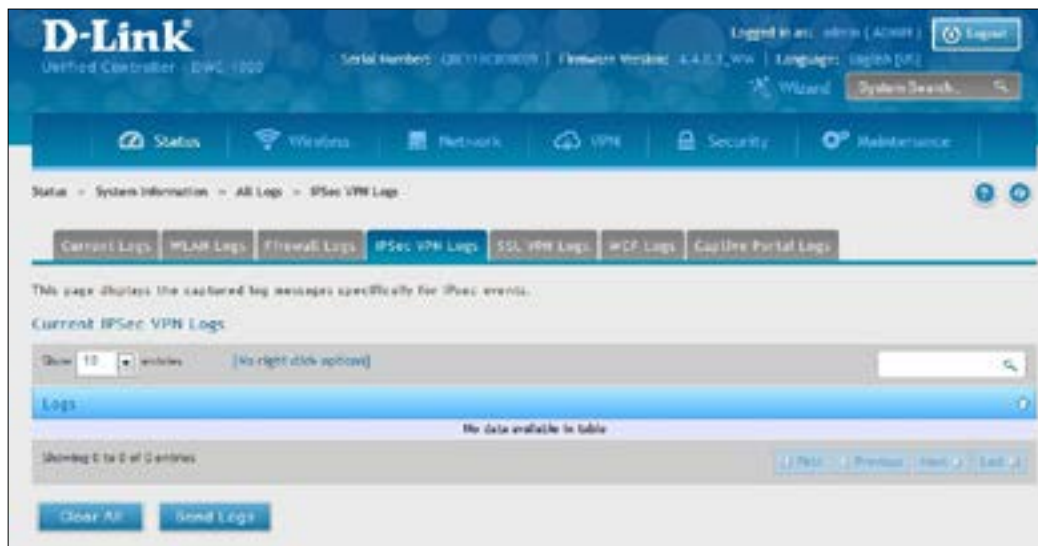 D-Link
Unified Controller - DWC-1000
Logged in as: admin ( ADMIN )
Logout
Serial Number: | Firmware Version: | Language: English [US]
Wizard
System Search..
Status
Wireless
Network
VPN
Security
Maintenance
Status » System Information » All Logs » IPSec VPN Logs
Current Logs
WLAN Logs
Firewall Logs
IPSec VPN Logs
SSL VPN Logs
WCF Logs
Captive Portal Logs
This page displays the captured log messages specifically for IPsec events.
Current IPSec VPN Logs
Show 10 entries
[No right click options]
Logs
No data available in table
Showing 0 to 0 of 0 entries
First
Previous
Next
Last
Clear All
Send Logs